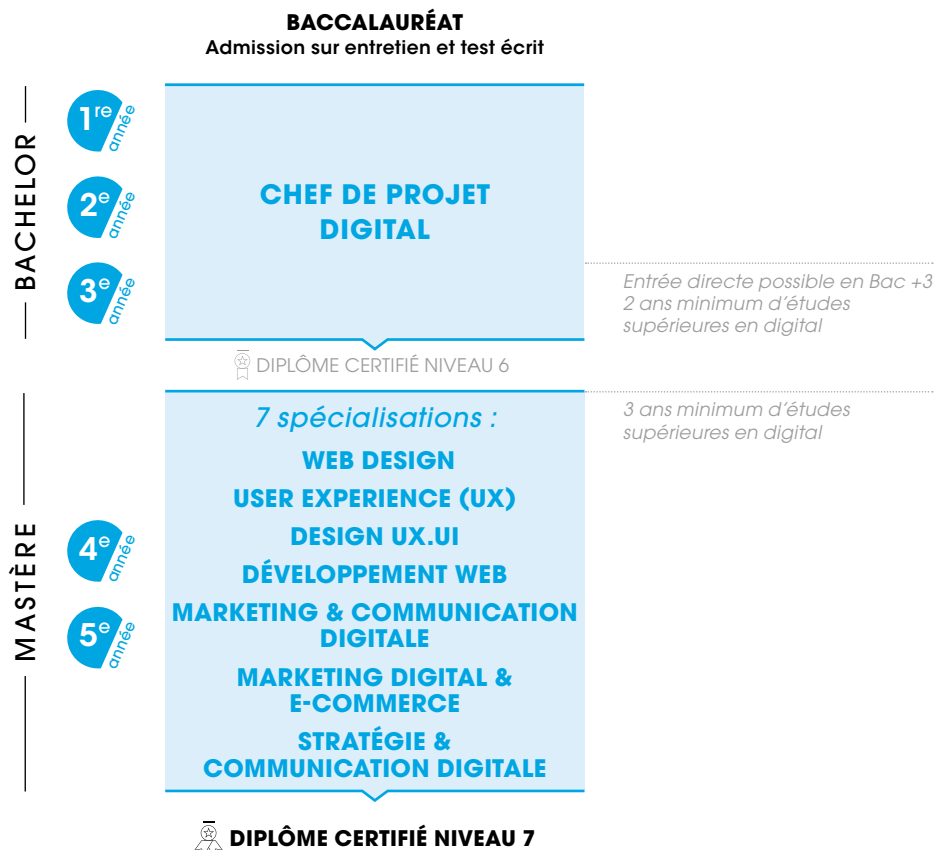 BACCALAURÉAT
Admission sur entretien et test écrit
BACHELOR
1re année
2e année
3e année
CHEF DE PROJET
DIGITAL
Entrée directe possible en Bac +3
2 ans minimum d'études
supérieures en digital
DIPLÔME CERTIFIÉ NIVEAU 6
MASTÈRE
4e année
5e année
7 spécialisations :
WEB DESIGN
USER EXPERIENCE (UX)
DESIGN UX.UI
DÉVELOPPEMENT WEB
MARKETING & COMMUNICATION
DIGITALE
MARKETING DIGITAL &
E-COMMERCE
STRATÉGIE &
COMMUNICATION DIGITALE
3 ans minimum d'études
supérieures en digital
DIPLÔME CERTIFIÉ NIVEAU 7